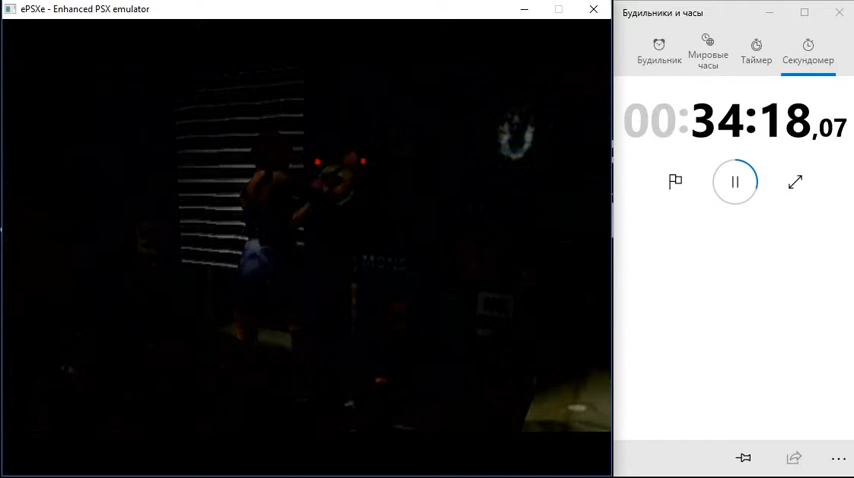 ePSXe - Enhanced PSX emulator
Будильники и часы
Будильник
Мировые часы
Таймер
Секундомер
00:34:18,07